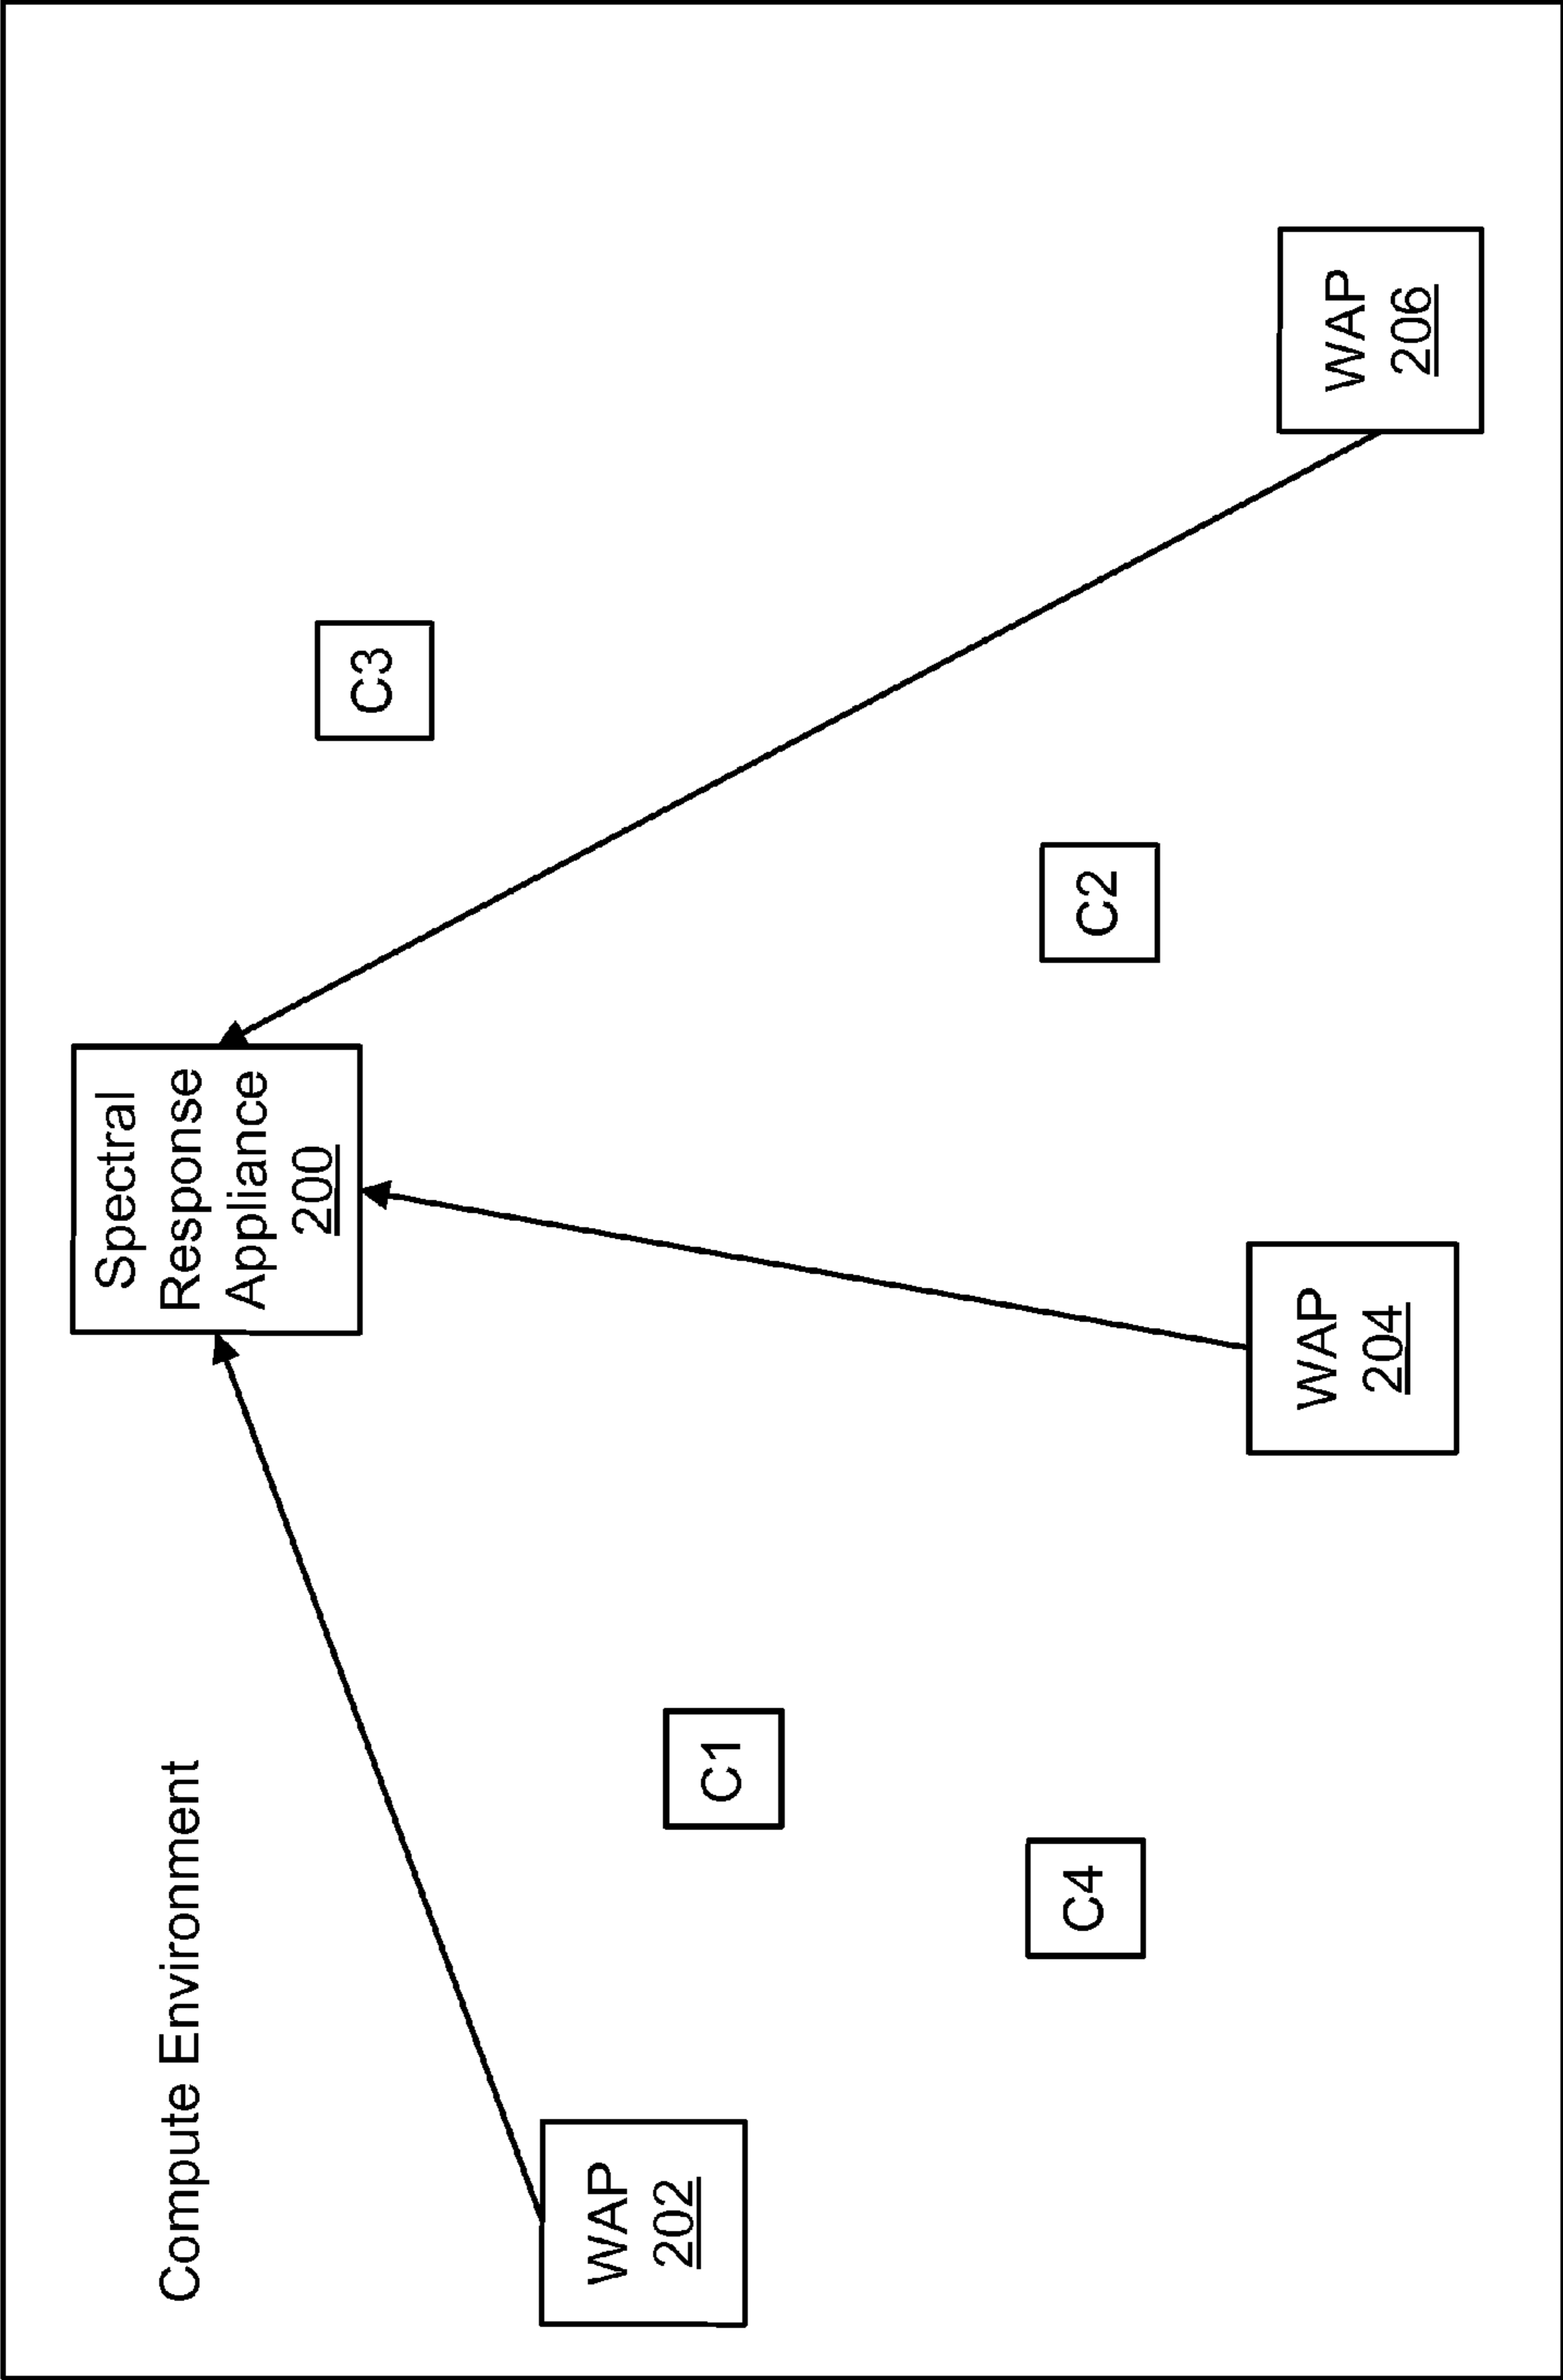 Compute Environment
Spectral
Response
Appliance
200
C3
WAP
202
C1
C2
C4
WAP
204
WAP
206